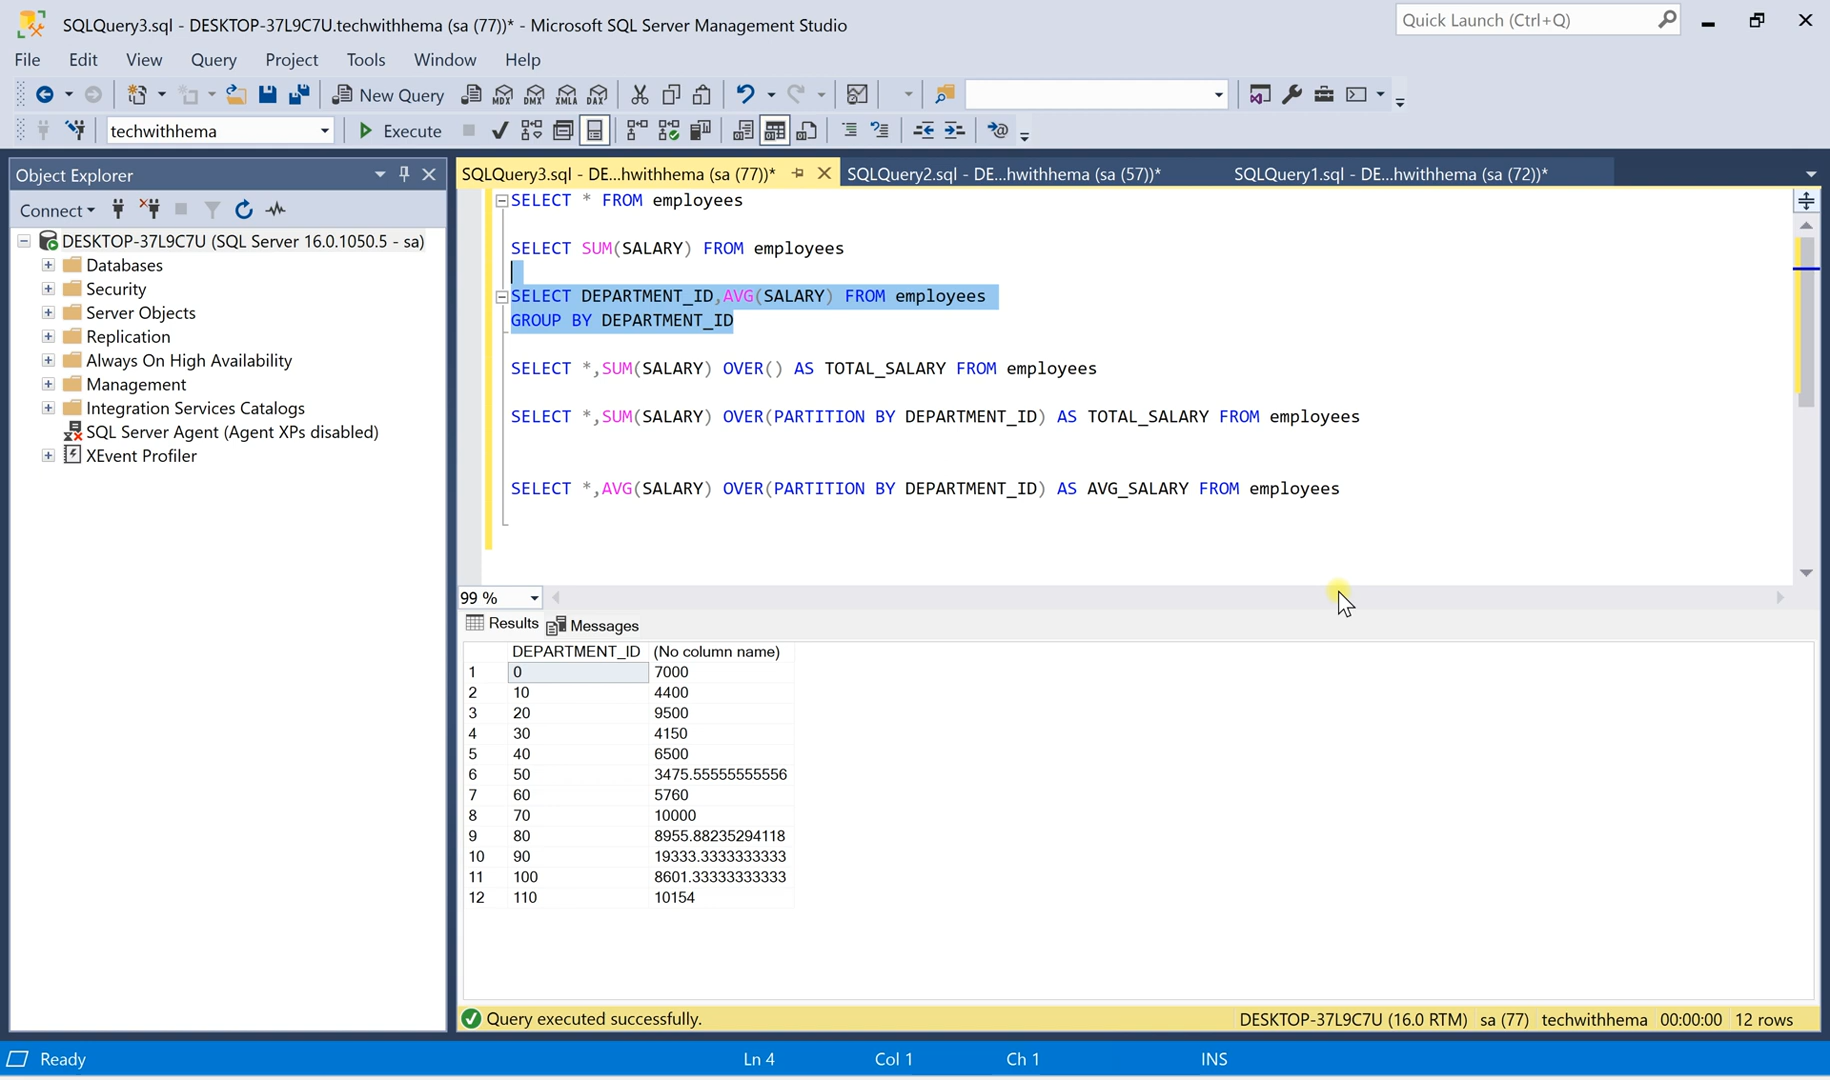 SQLQuery3.sql - DESKTOP-37L9C7U.techwithhema (sa (77))* - Microsoft SQL Server Management Studio
Quick Launch (Ctrl+Q)
File Edit View Query Project Tools Window Help
New Query MDX DMX XMLA DAX
techwithhema Execute
Object Explorer
SQLQuery3.sql - DE...hwithhema (sa (77))* SQLQuery2.sql - DE...hwithhema (sa (57))* SQLQuery1.sql - DE...hwithhema (sa (72))*
Connect
DESKTOP-37L9C7U (SQL Server 16.0.1050.5 - sa)
Databases
Security
Server Objects
Replication
Always On High Availability
Management
Integration Services Catalogs
SQL Server Agent (Agent XPs disabled)
XEvent Profiler
SELECT * FROM employees
SELECT SUM(SALARY) FROM employees
SELECT DEPARTMENT_ID,AVG(SALARY) FROM employees
GROUP BY DEPARTMENT_ID
SELECT *,SUM(SALARY) OVER() AS TOTAL_SALARY FROM employees
SELECT *,SUM(SALARY) OVER(PARTITION BY DEPARTMENT_ID) AS TOTAL_SALARY FROM employees
SELECT *,AVG(SALARY) OVER(PARTITION BY DEPARTMENT_ID) AS AVG_SALARY FROM employees
99 %
Results Messages
DEPARTMENT_ID (No column name)
1 0 7000
2 10 4400
3 20 9500
4 30 4150
5 40 6500
6 50 3475.55555555556
7 60 5760
8 70 10000
9 80 8955.88235294118
10 90 19333.3333333333
11 100 8601.33333333333
12 110 10154
Query executed successfully. DESKTOP-37L9C7U (16.0 RTM) sa (77) techwithhema 00:00:00 12 rows
Ready Ln 4 Col 1 Ch 1 INS